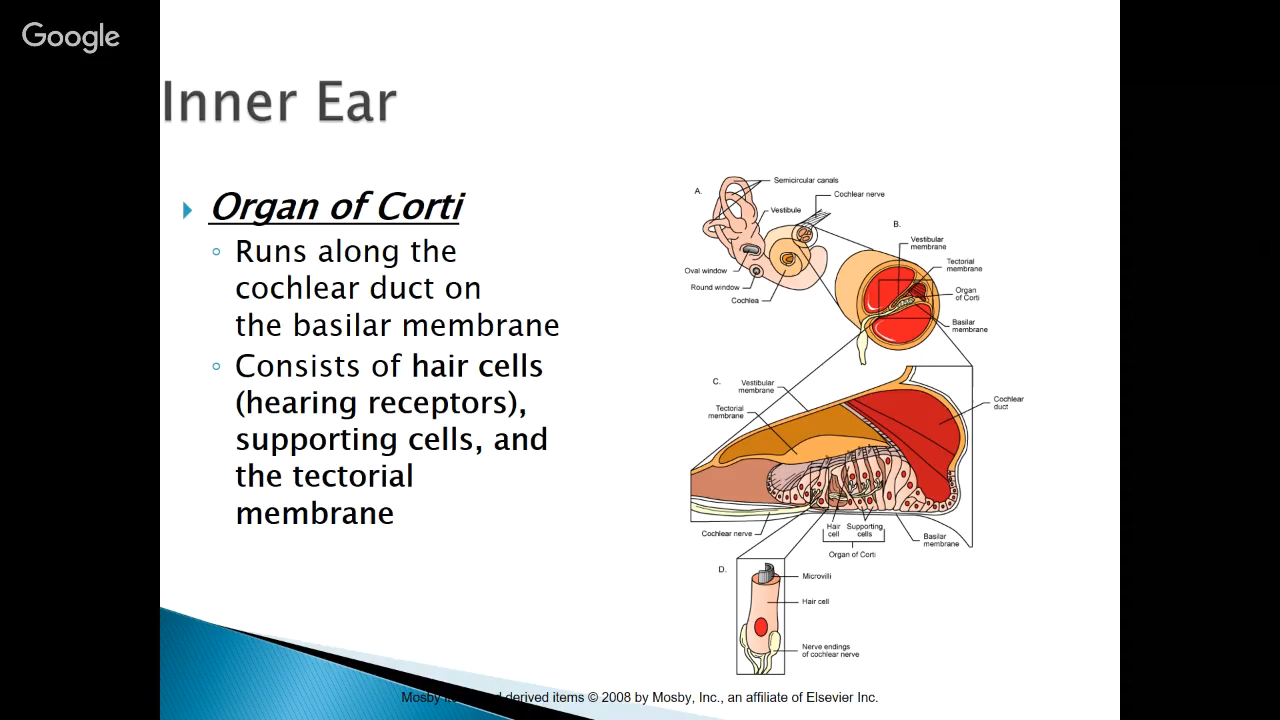 Google
Inner Ear
Organ of Corti
Runs along the
cochlear duct on
the basilar membrane
Consists of hair cells
(hearing receptors),
supporting cells, and
the tectorial
membrane
A.
Semicircular canals
Cochlear nerve
Vestibule
B.
Vestibular
membrane
Tectorial
membrane
Oval window
Round window
Cochlea
Organ
of Corti
Basilar
membrane
C.
Vestibular
membrane
Tectorial
membrane
Cochlear
duct
Cochlear nerve
Hair
cell
Supporting
cells
Organ of Corti
Basilar
membrane
D.
Microvilli
Hair cell
Nerve endings
of cochlear nerve
Mosby derived items © 2008 by Mosby, Inc., an affiliate of Elsevier Inc.